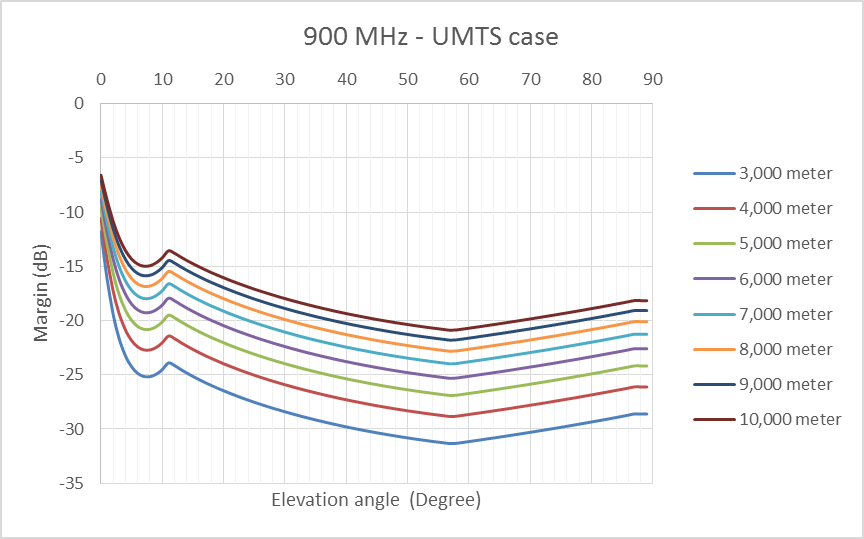 900 MHz - UMTS case
0 10 20 30 40 50 60 70 80 90
0
-5
-10
-15
-20
-25
-30
-35
Margin (dB)
Elevation angle (Degree)
3,000 meter
4,000 meter
5,000 meter
6,000 meter
7,000 meter
8,000 meter
9,000 meter
10,000 meter